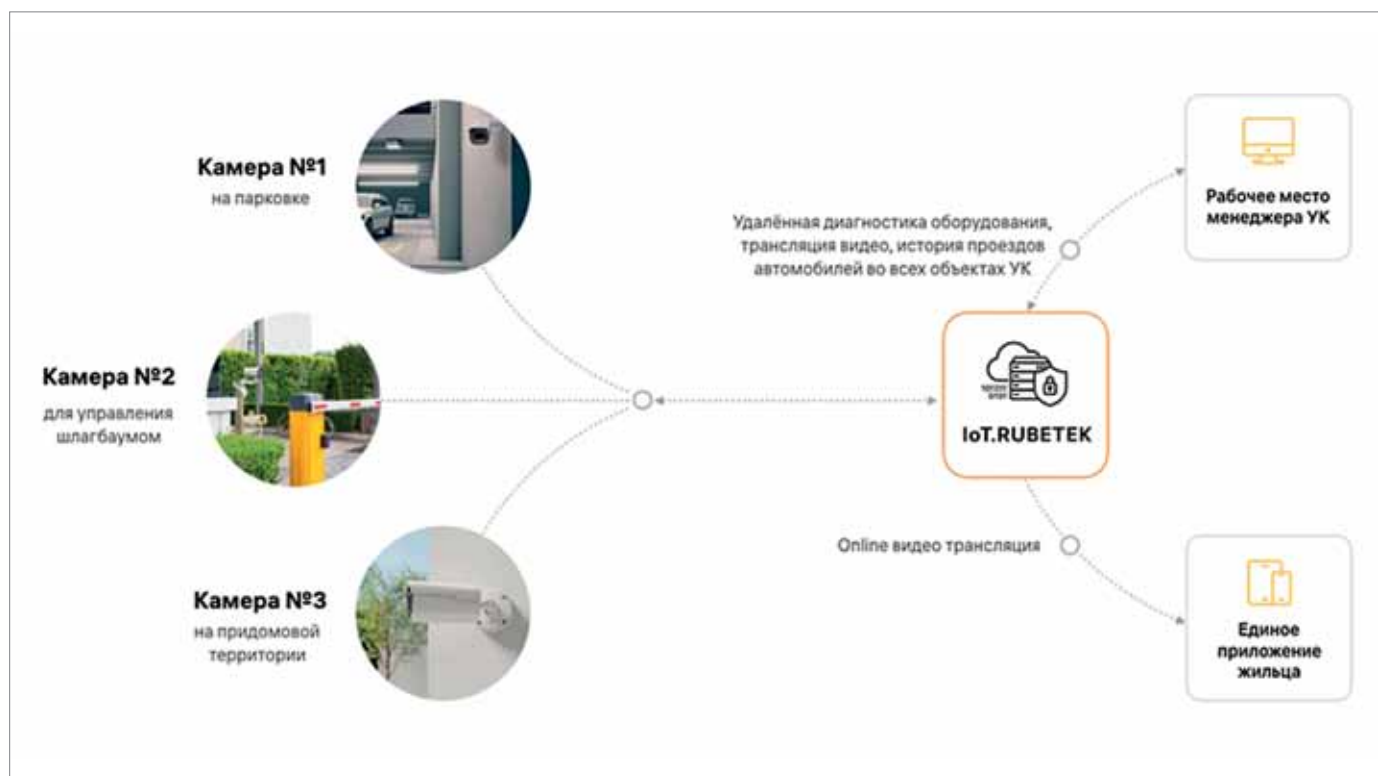 Камера №1
на парковке
Камера №2
для управления
шлагбаумом
Камера №3
на придомовой
территории
Удалённая диагностика оборудования,
трансляция видео, история проездов
автомобилей во всех объектах УК
IoT.RUBETEK
Online видео трансляция
Рабочее место
менеджера УК
Единое
приложение
жильца